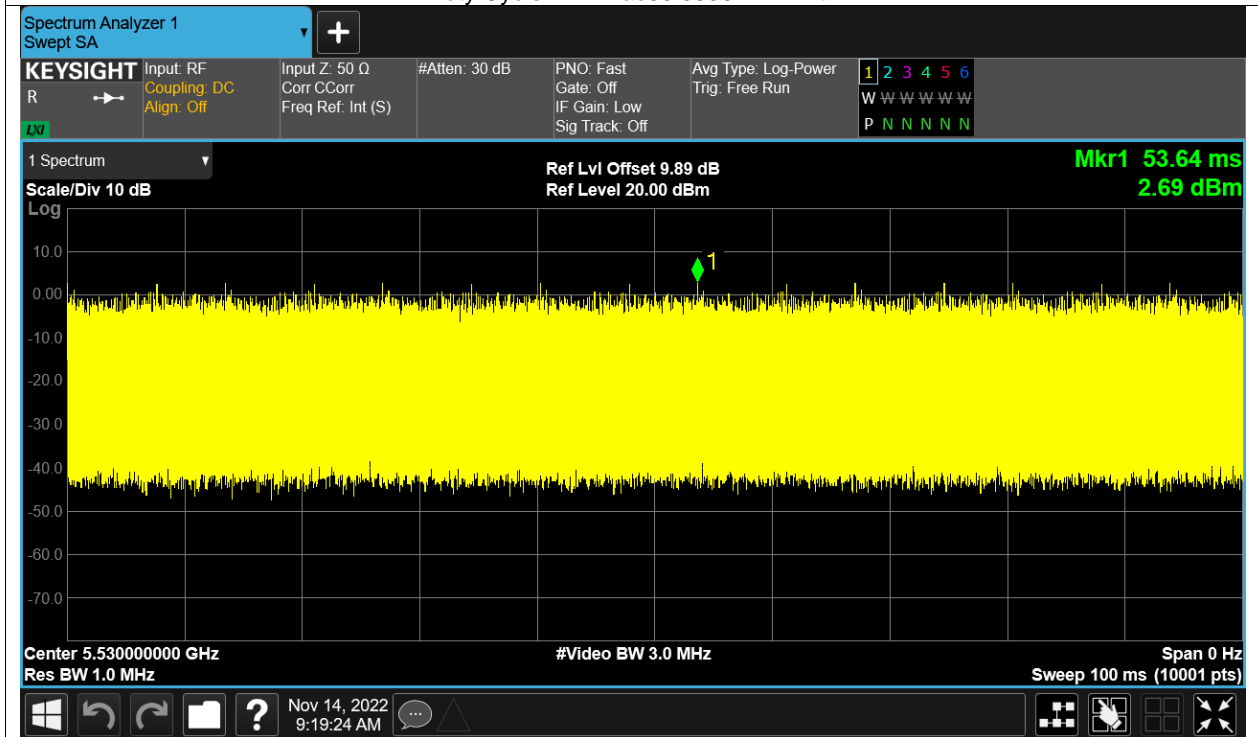 Spectrum Analyzer 1
Swept SA
KEYSIGHT
R
LXI
Input: RF
Coupling: DC
Align: Off
Input Z: 50 Ω
Corr CCorr
Freq Ref: Int (S)
#Atten: 30 dB
PNO: Fast
Gate: Off
IF Gain: Low
Sig Track: Off
Avg Type: Log-Power
Trig: Free Run
1 2 3 4 5 6
W W W W W W
P N N N N N
1 Spectrum
Scale/Div 10 dB
Log
Ref Lvl Offset 9.89 dB
Ref Level 20.00 dBm
Mkr1 53.64 ms
2.69 dBm
1
10.0
0.00
-10.0
-20.0
-30.0
-40.0
-50.0
-60.0
-70.0
Center 5.530000000 GHz
#Video BW 3.0 MHz
Span 0 Hz
Res BW 1.0 MHz
Sweep 100 ms (10001 pts)
?
Nov 14, 2022
9:19:24 AM